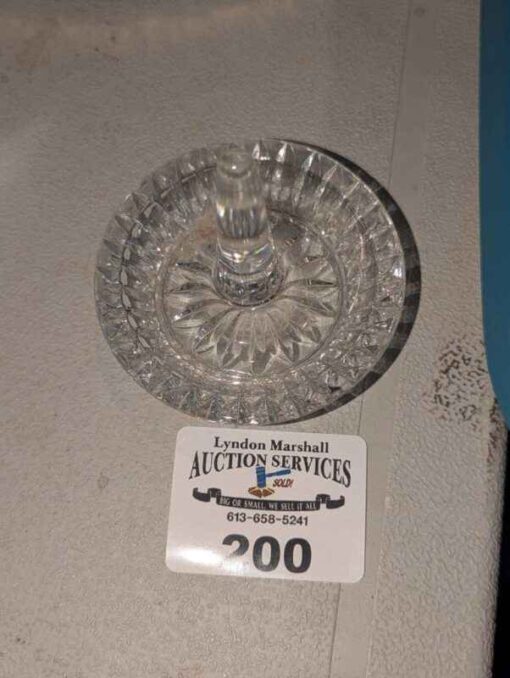 Lyndon Marshall
AUCTION SERVICES
SOLD!
BIG OR SMALL, WE SELL IT ALL
613-658-5241
200